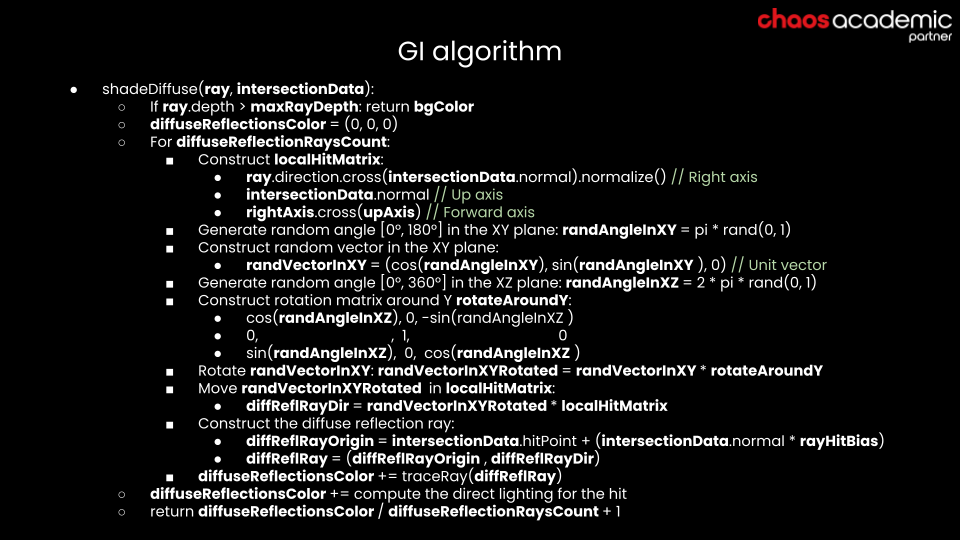 chaos academic
partner
GI algorithm
● shadeDiffuse(ray, intersectionData):
○ If ray.depth > maxRayDepth: return bgColor
○ diffuseReflectionsColor = (0, 0, 0)
○ For diffuseReflectionRaysCount:
■ Construct localHitMatrix:
● ray.direction.cross(intersectionData.normal).normalize() // Right axis
● intersectionData.normal // Up axis
● rightAxis.cross(upAxis) // Forward axis
■ Generate random angle [0°, 180°] in the XY plane: randAngleInXY = pi * rand(0, 1)
■ Construct random vector in the XY plane:
● randVectorInXY = (cos(randAngleInXY), sin(randAngleInXY ), 0) // Unit vector
■ Generate random angle [0°, 360°] in the XZ plane: randAngleInXZ = 2 * pi * rand(0, 1)
■ Construct rotation matrix around Y rotateAroundY:
● cos(randAngleInXZ), 0, -sin(randAngleInXZ )
● 0, , 1, 0
● sin(randAngleInXZ), 0, cos(randAngleInXZ )
■ Rotate randVectorInXY: randVectorInXYRotated = randVectorInXY * rotateAroundY
■ Move randVectorInXYRotated in localHitMatrix:
● diffReflRayDir = randVectorInXYRotated * localHitMatrix
■ Construct the diffuse reflection ray:
● diffReflRayOrigin = intersectionData.hitPoint + (intersectionData.normal * rayHitBias)
● diffReflRay = (diffReflRayOrigin , diffReflRayDir)
■ diffuseReflectionsColor += traceRay(diffReflRay)
○ diffuseReflectionsColor += compute the direct lighting for the hit
○ return diffuseReflectionsColor / diffuseReflectionRaysCount + 1